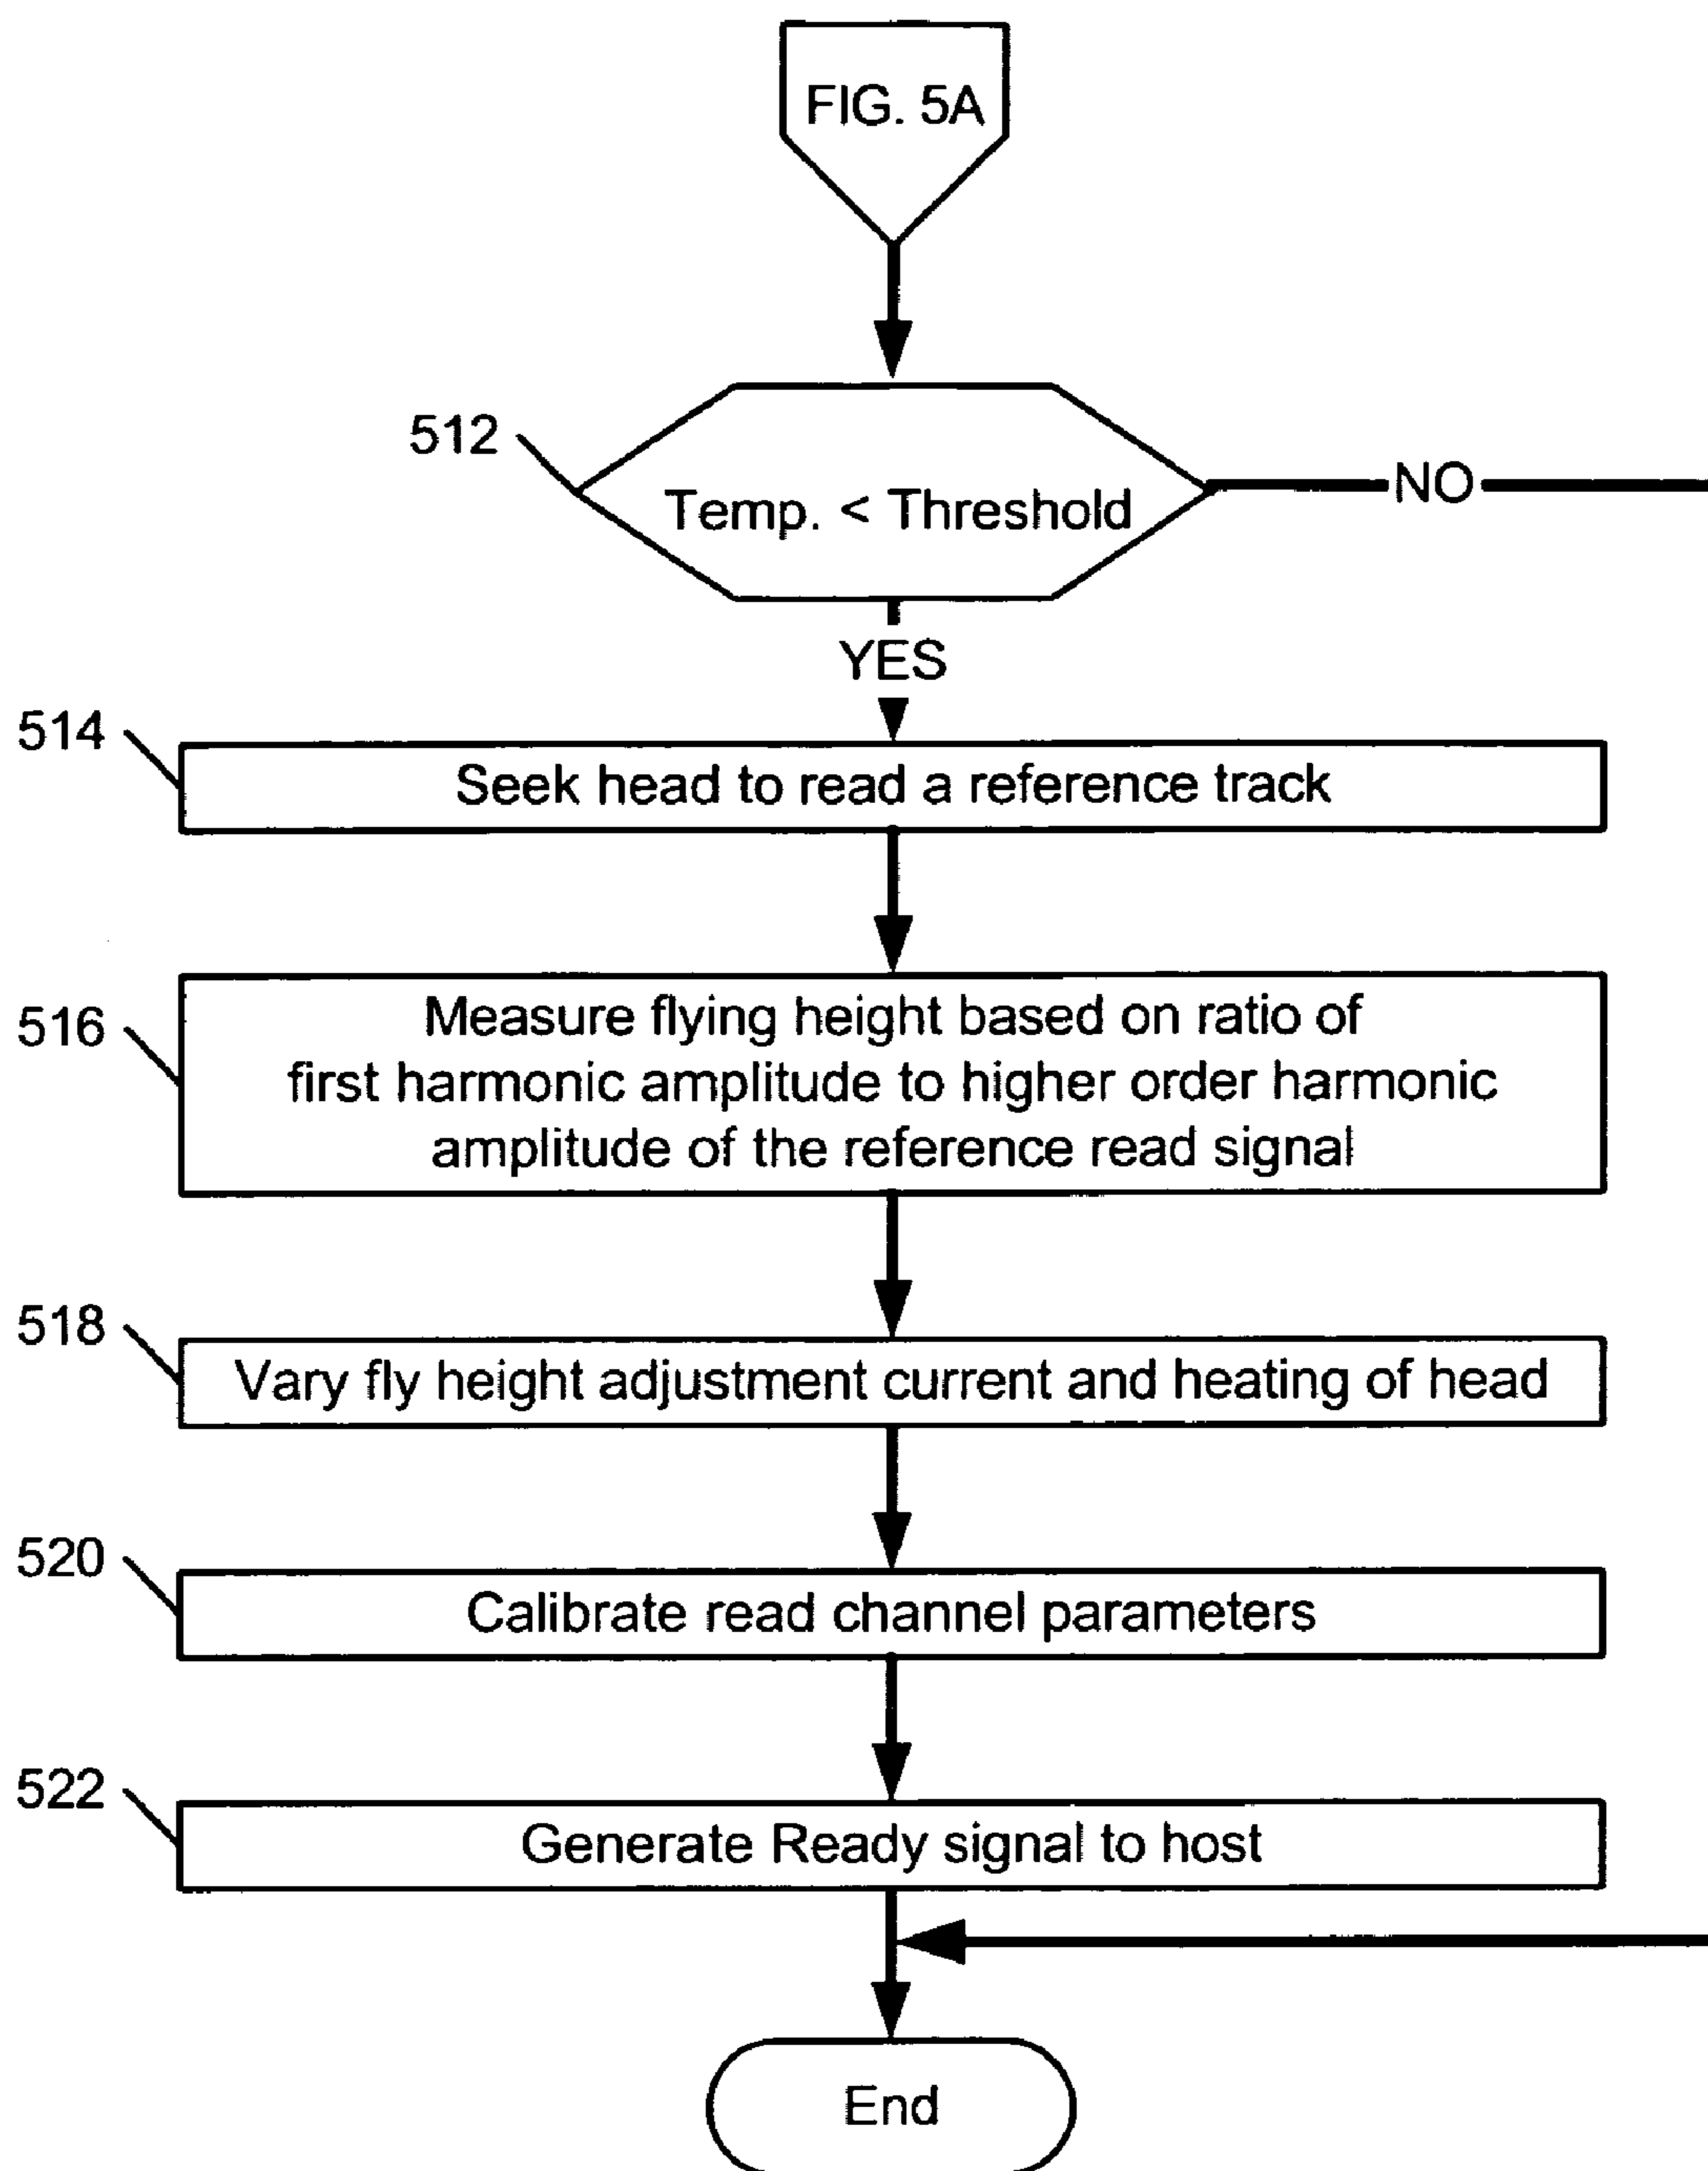 FIG. 5A
512
Temp. < Threshold
NO
YES
514
Seek head to read a reference track
516
Measure flying height based on ratio of
first harmonic amplitude to higher order harmonic
amplitude of the reference read signal
518
Vary fly height adjustment current and heating of head
520
Calibrate read channel parameters
522
Generate Ready signal to host
End